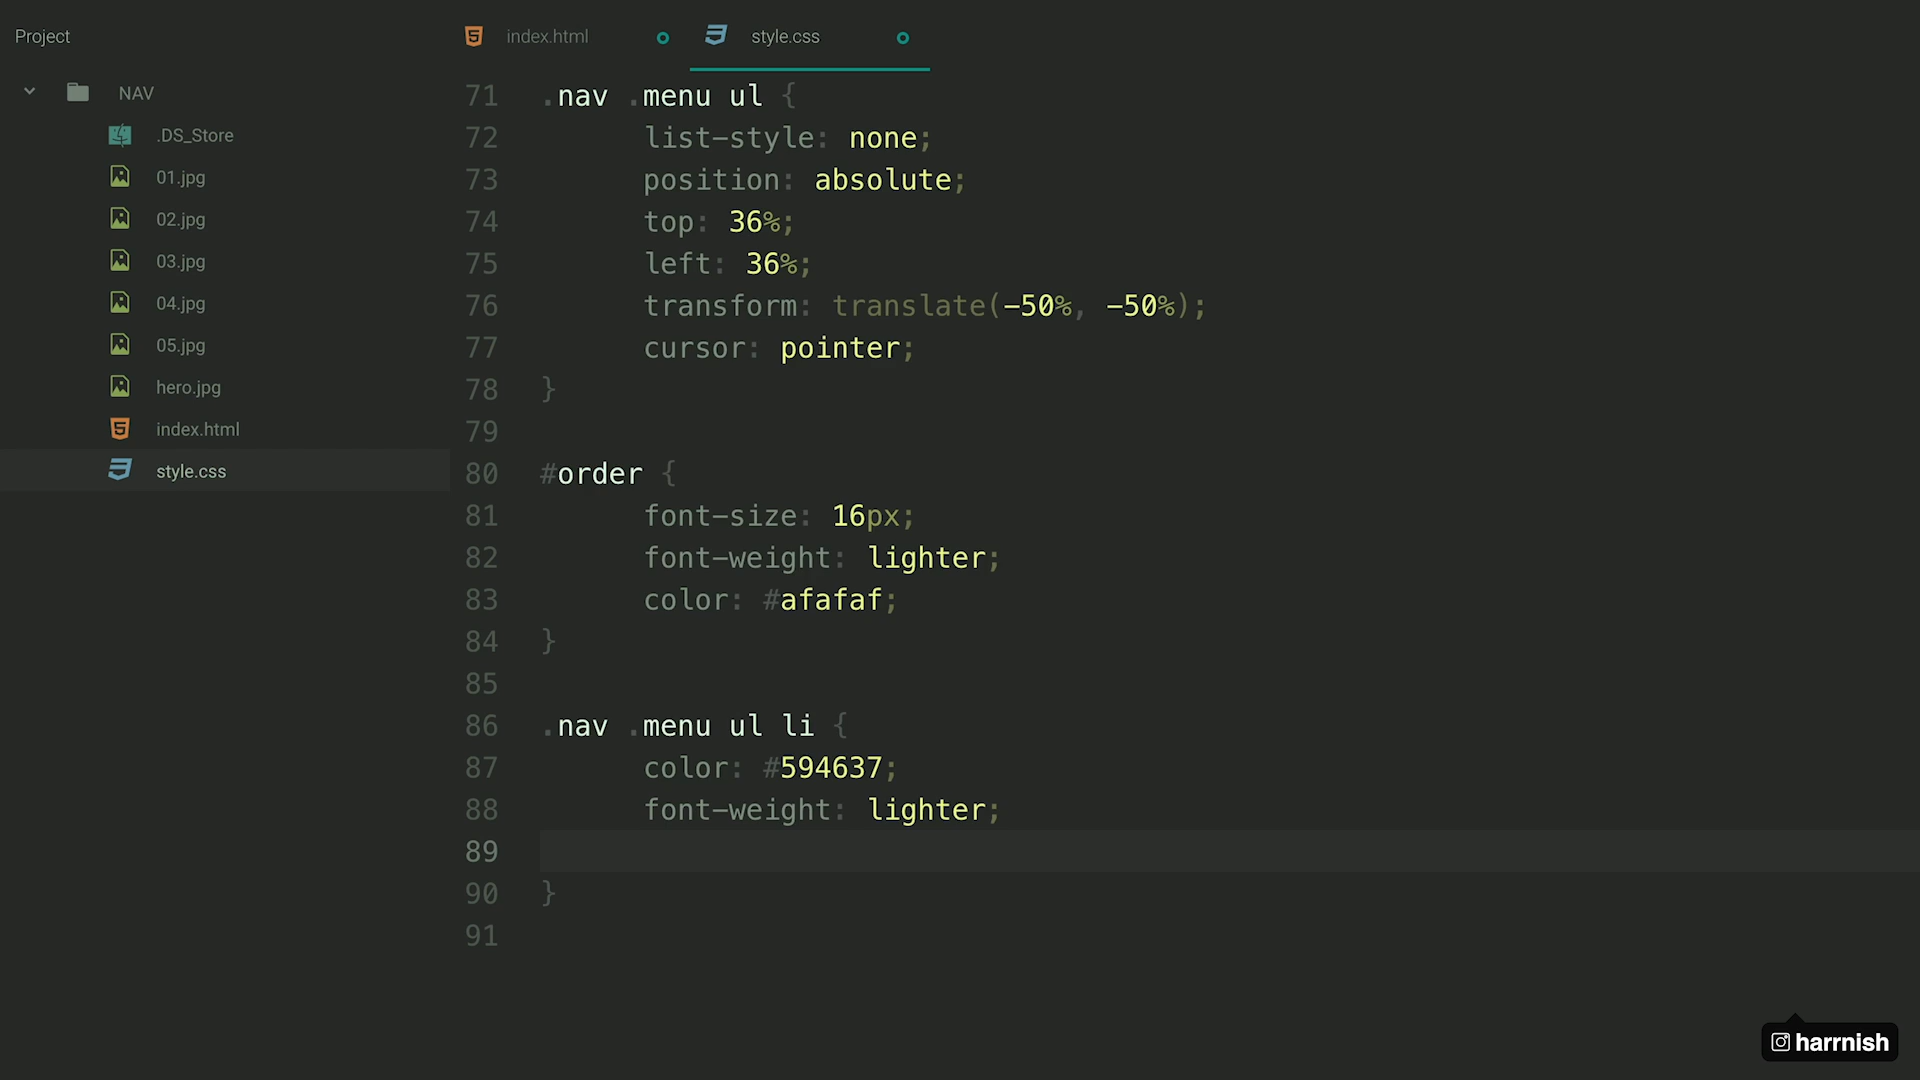 Project
NAV
.DS_Store
01.jpg
02.jpg
03.jpg
04.jpg
05.jpg
hero.jpg
index.html
style.css
index.html
style.css
71 .nav .menu ul {
72 list-style: none;
73 position: absolute;
74 top: 36%;
75 left: 36%;
76 transform: translate(-50%, -50%);
77 cursor: pointer;
78 }
79
80 #order {
81 font-size: 16px;
82 font-weight: lighter;
83 color: #afafaf;
84 }
85
86 .nav .menu ul li {
87 color: #594637;
88 font-weight: lighter;
89
90 }
91
harrnish